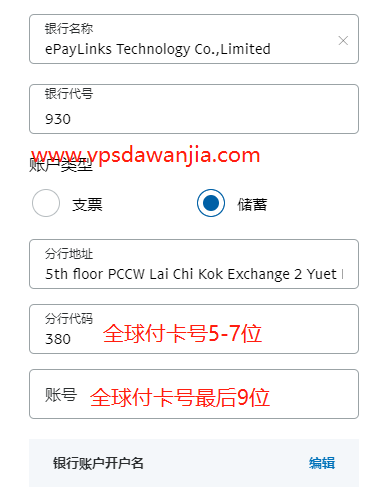 银行名称
ePayLinks Technology Co.,Limited
银行代号
930
www.vpsdawanjia.com
账户类型
支票
储蓄
分行地址
5th floor PCCW Lai Chi Kok Exchange 2 Yuet
分行代码
380 全球付卡号5-7位
账号 全球付卡号最后9位
银行账户开户名 编辑